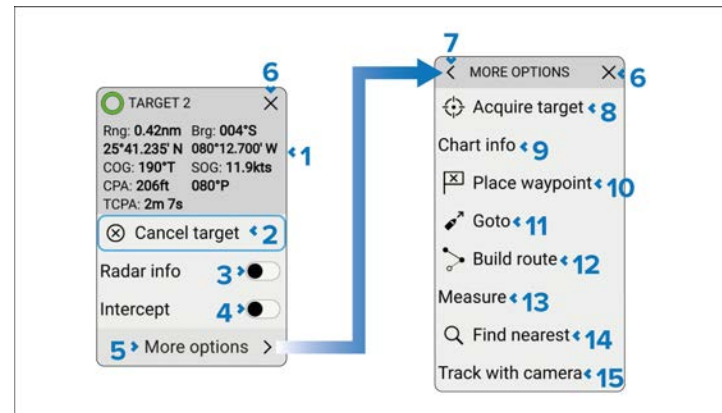 6
TARGET 2
Rng: 0.42nm Brg: 004°S
25°41.235' N 080°12.700' W
1
COG: 190°T SOG: 11.9kts
CPA: 206ft 080°P
TCPA: 2m 7s
Cancel target 2
Radar info 3
Intercept 4
5 More options >
7
< MORE OPTIONS X 6
Acquire target 8
Chart info 9
Place waypoint 10
Goto 11
Build route 12
Measure 13
Find nearest 14
Track with camera 15